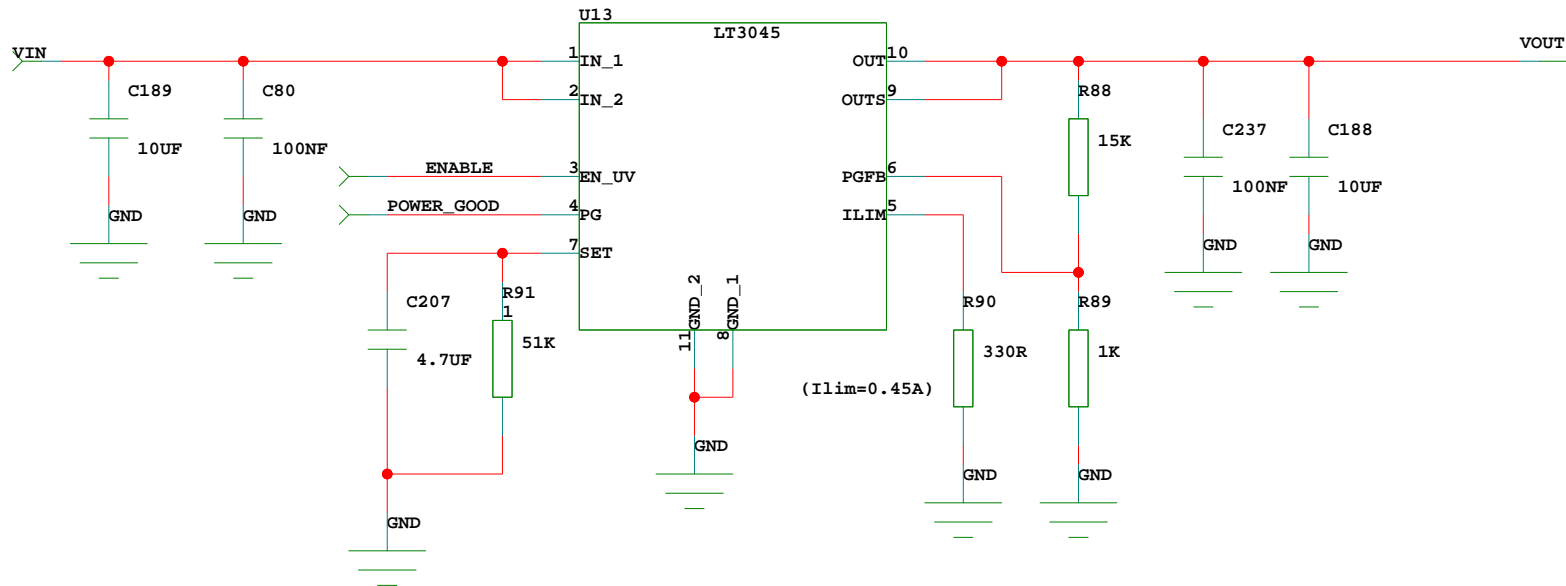 U13
LT3045
VIN
VOUT
1
IN_1
OUT
10
2
IN_2
OUTS
9
C189
10UF
GND
C80
100NF
GND
R88
15K
C237
100NF
GND
C188
10UF
GND
ENABLE
3
EN_UV
PGFB
6
POWER_GOOD
4
PG
ILIM
5
7
SET
C207
4.7UF
R91
1
51K
GND
GND_2
11
GND_1
8
GND
R90
330R
(Ilim=0.45A)
GND
R89
1K
GND